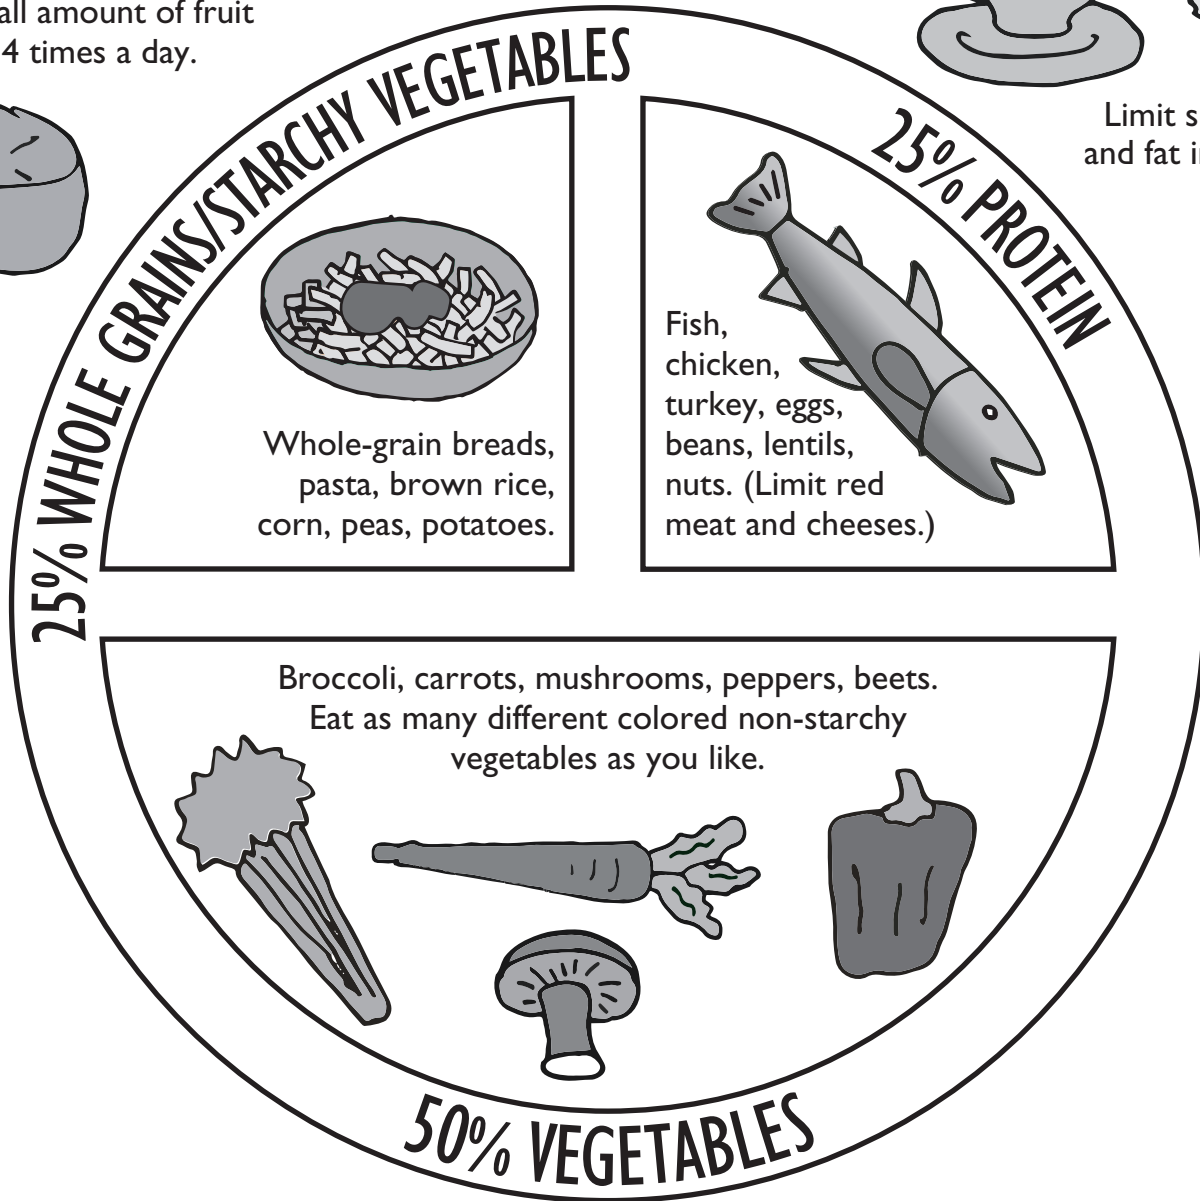 all amount of fruit
4 times a day.
Limit s
and fat i
25% WHOLE GRAINS/STARCHY VEGETABLES
25% PROTEIN
Whole-grain breads,
pasta, brown rice,
corn, peas, potatoes.
Fish,
chicken,
turkey, eggs,
beans, lentils,
nuts. (Limit red
meat and cheeses.)
Broccoli, carrots, mushrooms, peppers, beets.
Eat as many different colored non-starchy
vegetables as you like.
50% VEGETABLES